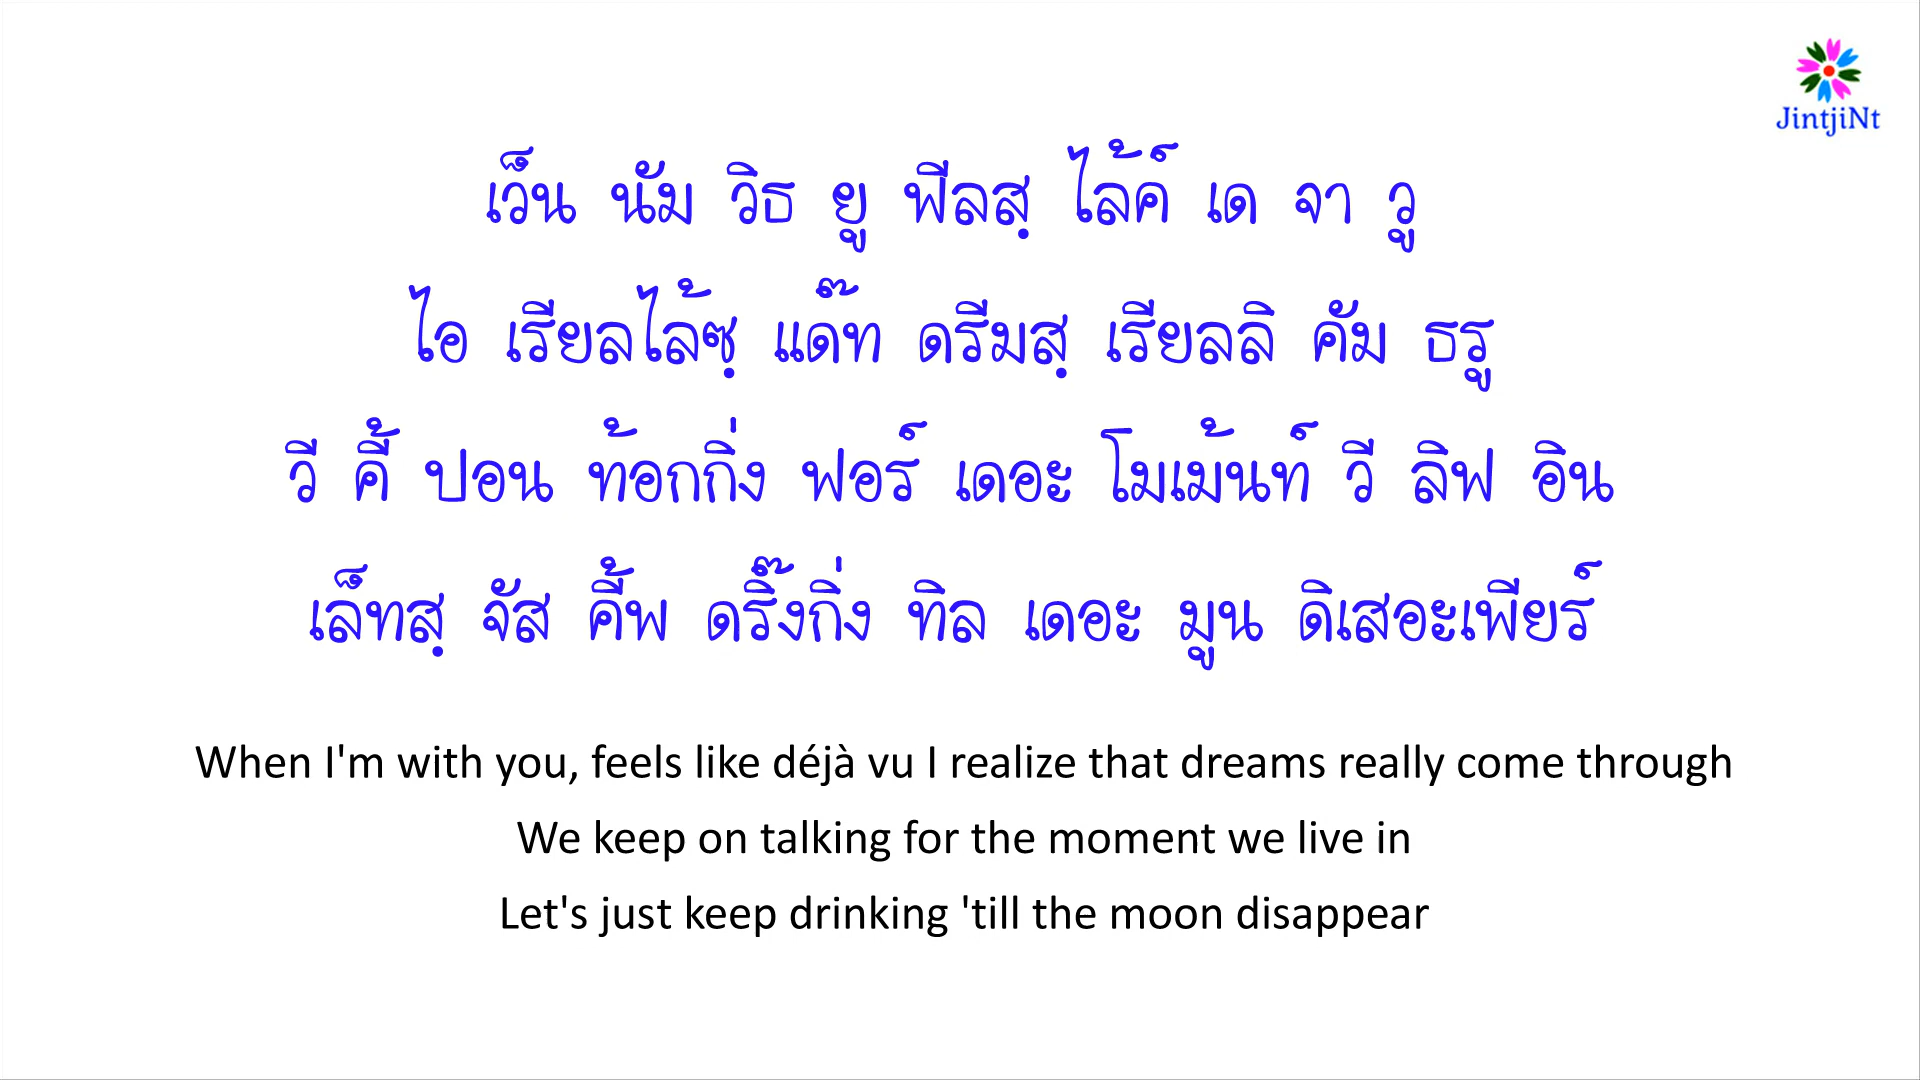 JintjiNt
เว็น นัม วิธ ยู ฟีลสฺ ไล้ค์ เด จา วู
ไอ เรียลไล้ซฺ แด๊ท ดรีมสฺ เรียลลิ คัม ธรู
วี คี้ ปอน ท้อกกิ่ง ฟอร์ เดอะ โมเม้นท์ วี ลิฟ อิน
เล็ทสฺ จัส คี้พ ดริ๊งกิ่ง ทิล เดอะ มูน ดิเสอะเพียร์
When I'm with you, feels like déjà vu I realize that dreams really come through
We keep on talking for the moment we live in
Let's just keep drinking 'till the moon disappear